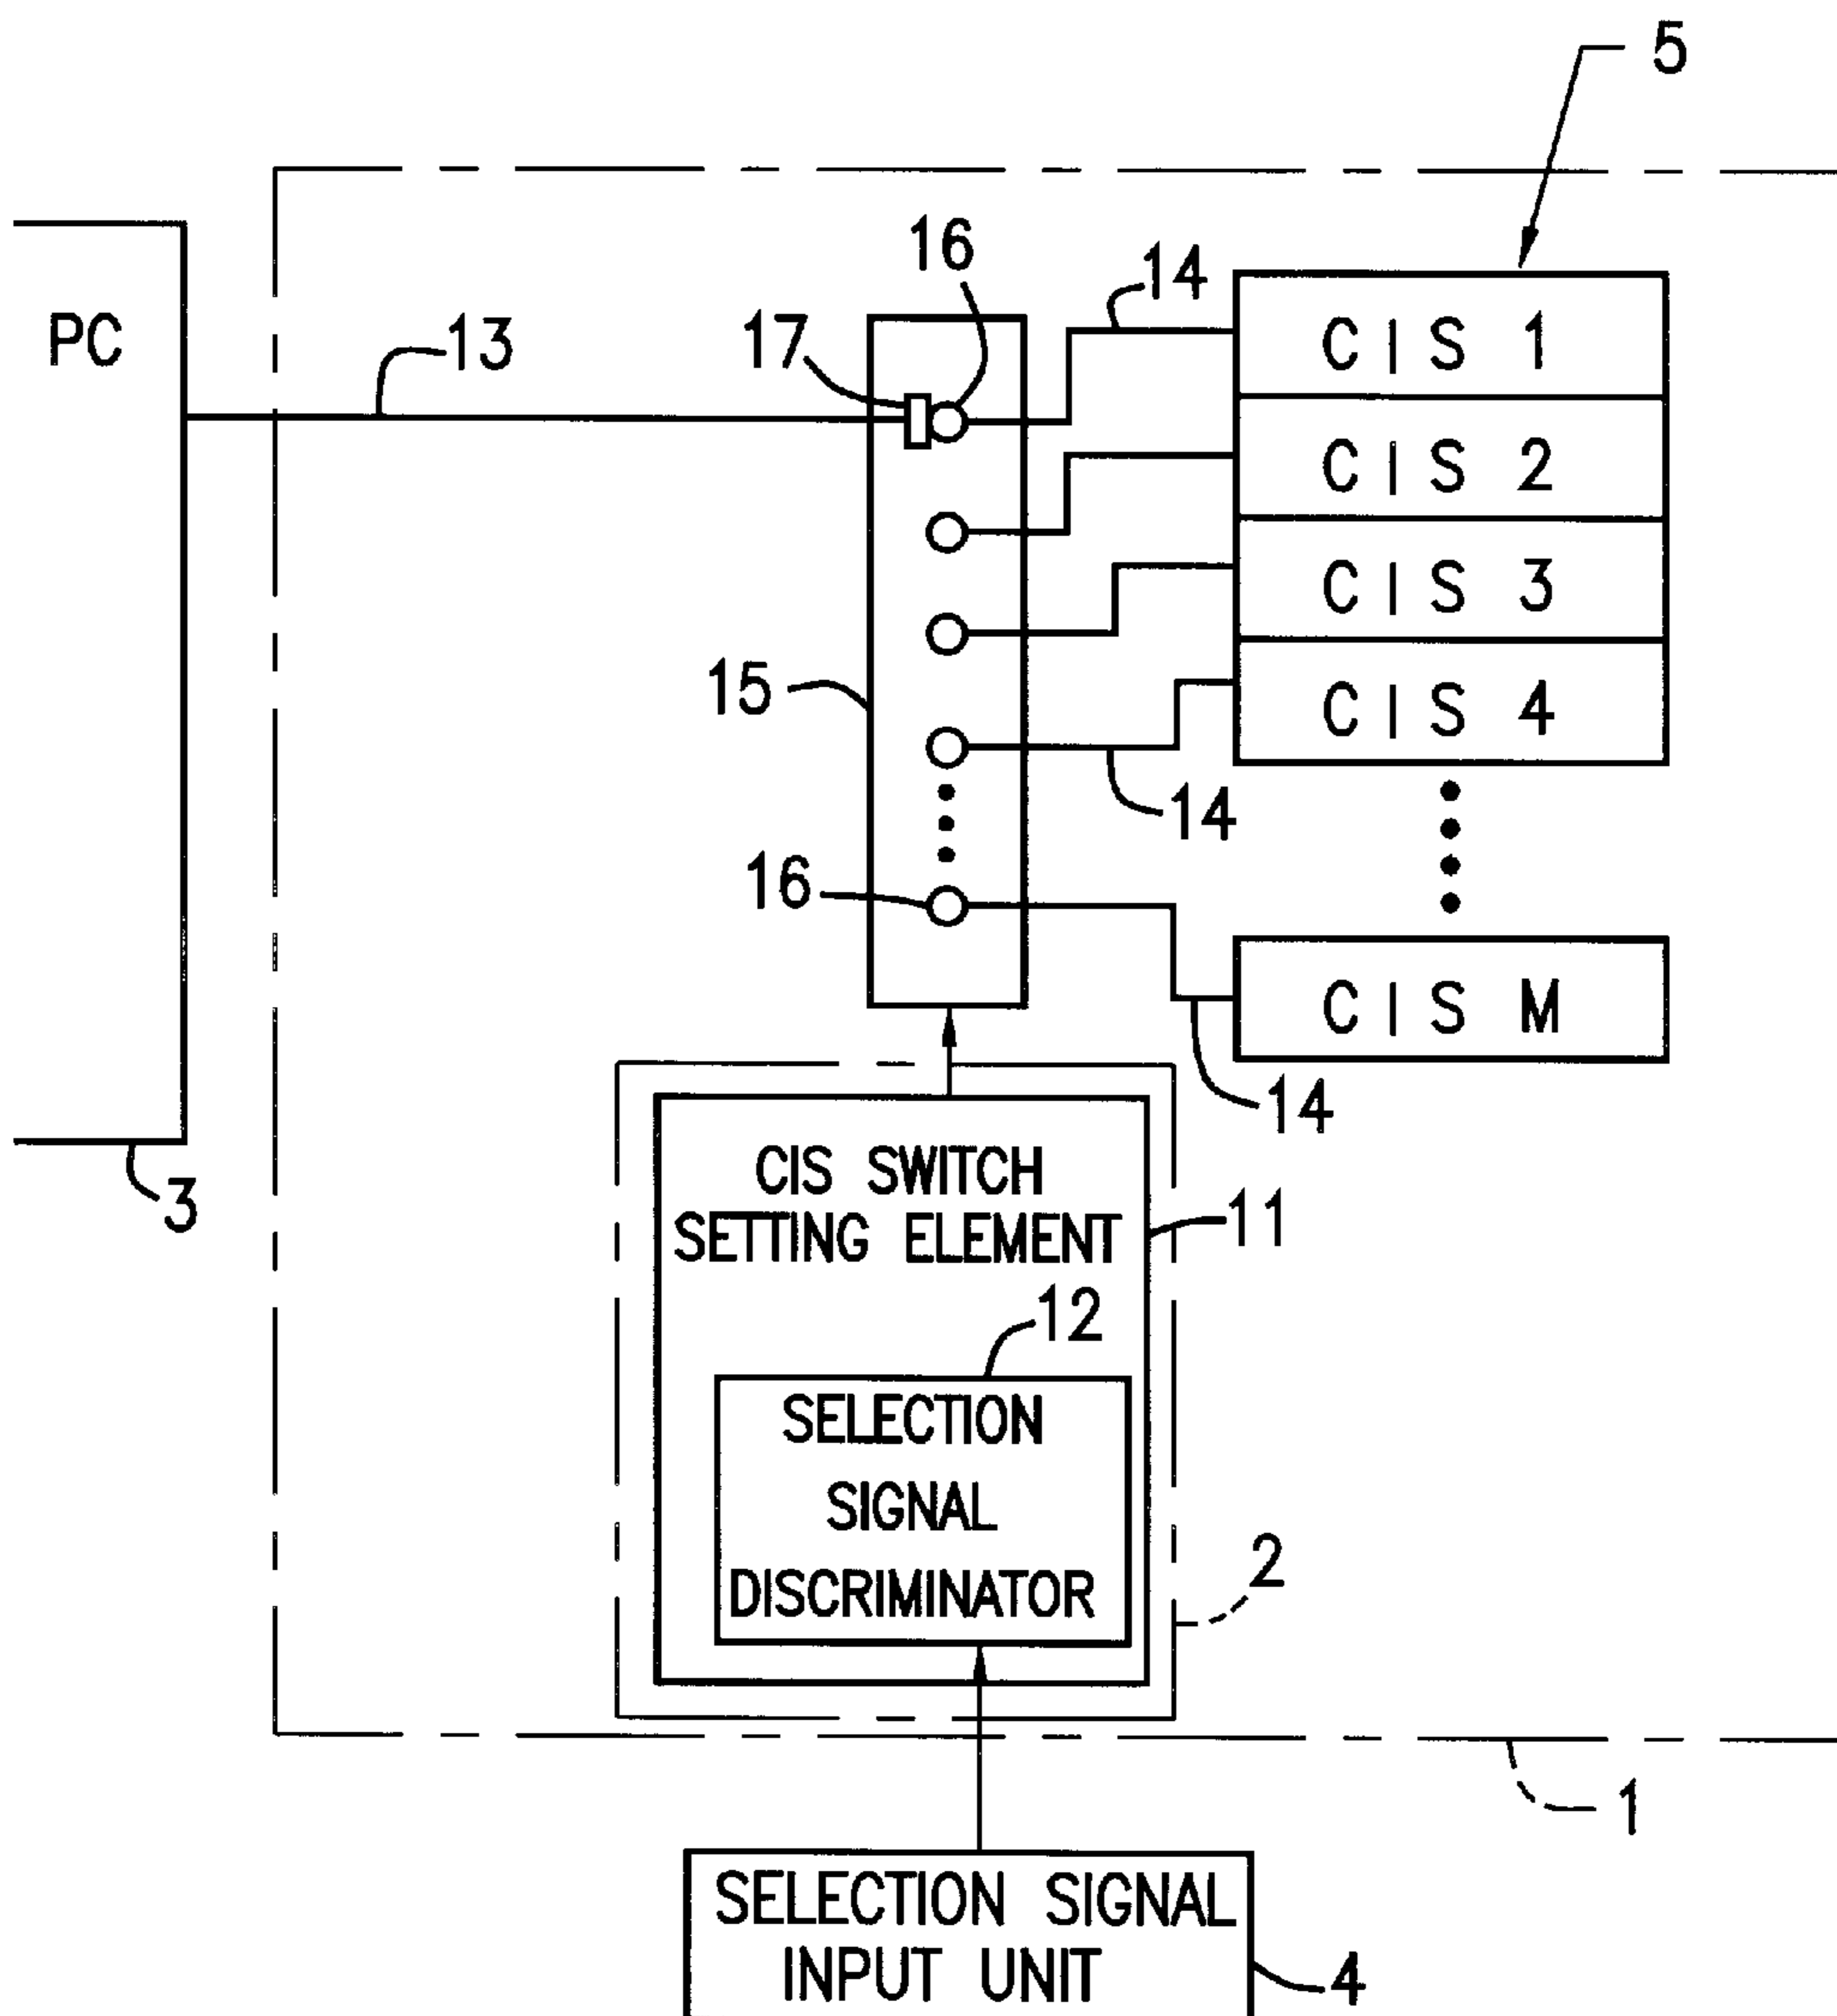 5
16
14
17
CIS 1
PC
13
CIS 2
CIS 3
15
CIS 4
14
16
CIS M
14
3
CIS SWITCH
SETTING ELEMENT
11
12
SELECTION
SIGNAL
DISCRIMINATOR
2
1
SELECTION SIGNAL
INPUT UNIT
4